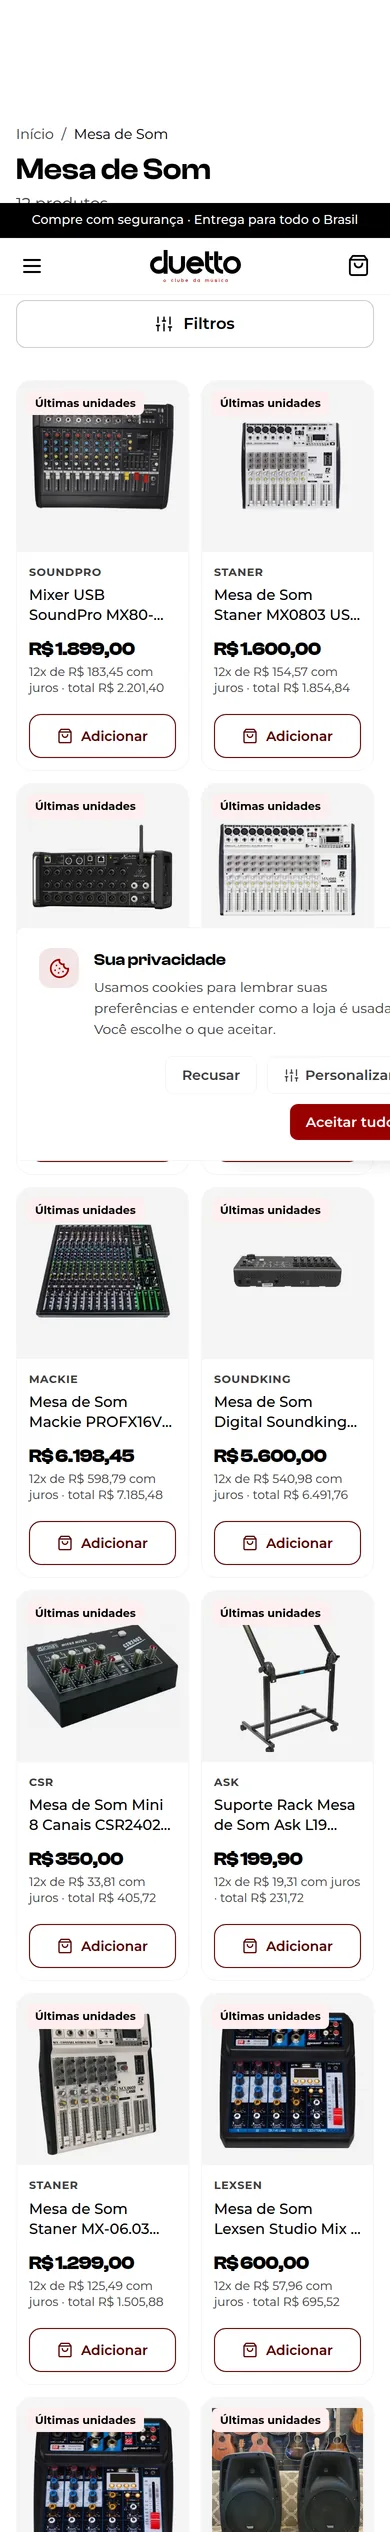 Início / Mesa de Som
Mesa de Som
12 produtos
Compre com segurança · Entrega para todo o Brasil
duetto
o clube da musica
Filtros
Últimas unidades
Últimas unidades
SOUNDPRO
STANER
Mixer USB
SoundPro MX80-...
Mesa de Som
Staner MX0803 US...
R$ 1.899,00
R$ 1.600,00
12x de R$ 183,45 com
juros · total R$ 2.201,40
12x de R$ 154,57 com
juros · total R$ 1.854,84
Adicionar
Adicionar
Últimas unidades
Últimas unidades
Sua privacidade
Usamos cookies para lembrar suas
preferências e entender como a loja é usada
Você escolhe o que aceitar.
Recusar
Personalizar
Aceitar tudo
Últimas unidades
Últimas unidades
MACKIE
SOUNDKING
Mesa de Som
Mackie PROFX16V...
Mesa de Som
Digital Soundking...
R$ 6.198,45
R$ 5.600,00
12x de R$ 598,79 com
juros · total R$ 7.185,48
12x de R$ 540,98 com
juros · total R$ 6.491,76
Adicionar
Adicionar
Últimas unidades
Últimas unidades
CSR
ASK
Mesa de Som Mini
8 Canais CSR2402...
Suporte Rack Mesa
de Som Ask L19...
R$ 350,00
R$ 199,90
12x de R$ 33,81 com
juros · total R$ 405,72
12x de R$ 19,31 com juros
· total R$ 231,72
Adicionar
Adicionar
Últimas unidades
Últimas unidades
STANER
LEXSEN
Mesa de Som
Staner MX-06.03...
Mesa de Som
Lexsen Studio Mix ...
R$ 1.299,00
R$ 600,00
12x de R$ 125,49 com
juros · total R$ 1.505,88
12x de R$ 57,96 com
juros · total R$ 695,52
Adicionar
Adicionar
Últimas unidades
Últimas unidades